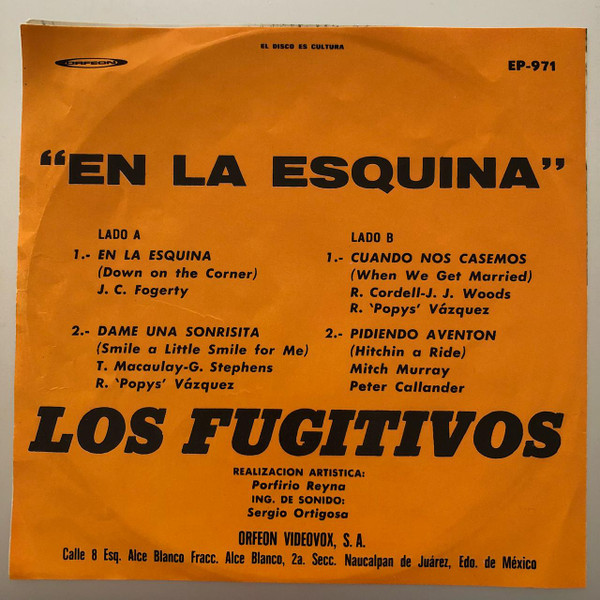 EL DISCO ES CULTURA
ORFEON
EP-971
"EN LA ESQUINA"
LADO A
1.- EN LA ESQUINA
(Down on the Corner)
J. C. Fogerty
2.- DAME UNA SONRISITA
(Smile a Little Smile for Me)
T. Macaulay-G. Stephens
R. 'Popys' Vázquez
LADO B
1.- CUANDO NOS CASEMOS
(When We Get Married)
R. Cordell-J. J. Woods
R. 'Popys' Vázquez
2.- PIDIENDO AVENTON
(Hitchin a Ride)
Mitch Murray
Peter Callander
LOS FUGITIVOS
REALIZACION ARTISTICA:
Porfirio Reyna
ING. DE SONIDO:
Sergio Ortigosa
ORFEON VIDEOVOX, S. A.
Calle 8 Esq. Alce Blanco Fracc. Alce Blanco, 2a. Secc. Naucalpan de Juárez, Edo. de México